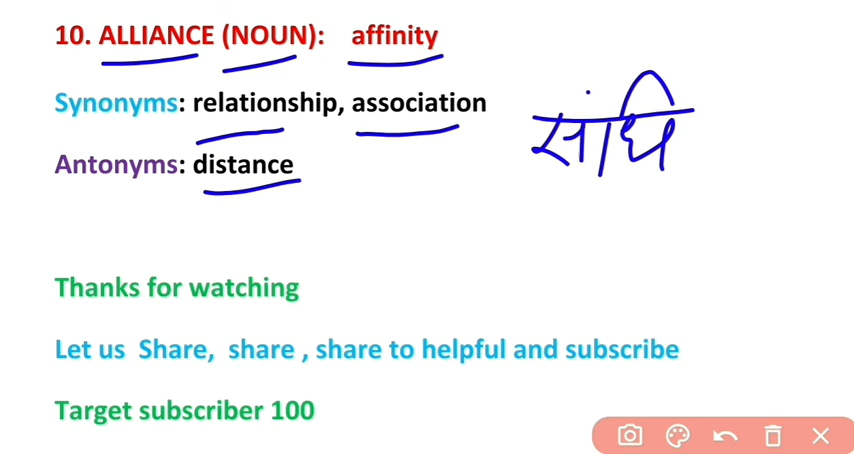 10. ALLIANCE (NOUN): affinity
Synonyms: relationship, association
Antonyms: distance
संधि
Thanks for watching
Let us Share, share , share to helpful and subscribe
Target subscriber 100